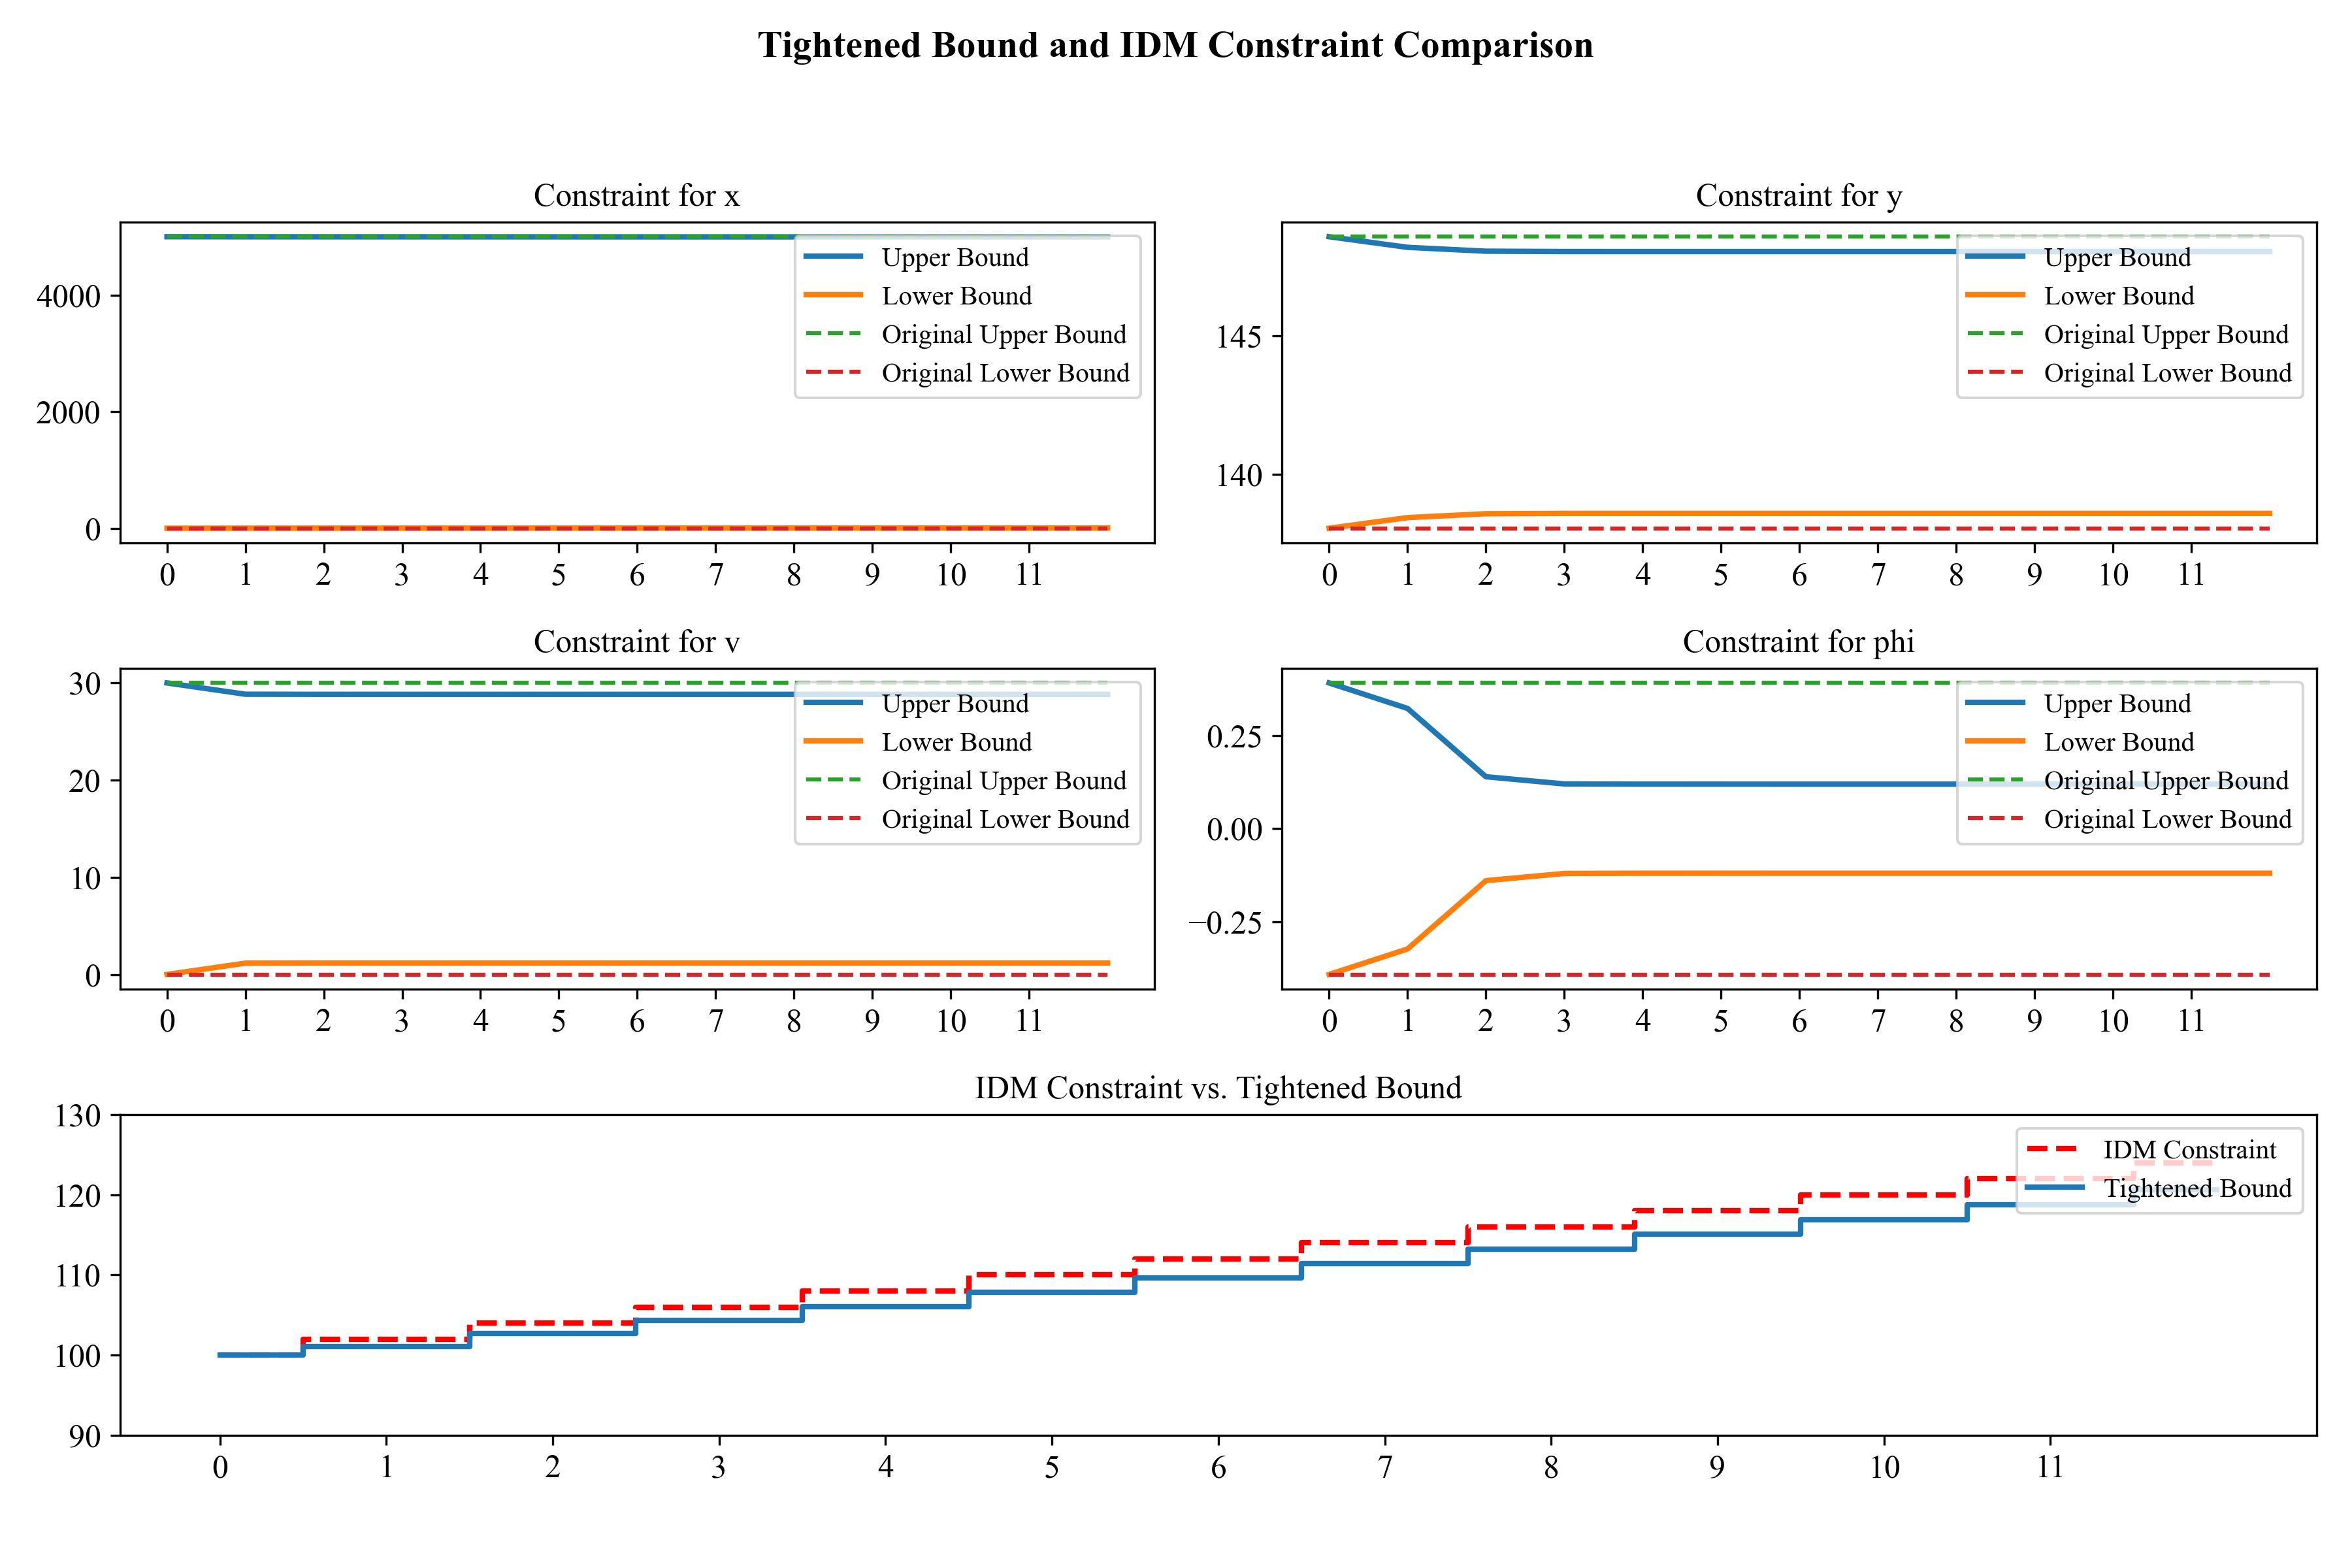 Tightened Bound and IDM Constraint Comparison
Constraint for x
4000
2000
0
0 1 2 3 4 5 6 7 8 9 10 11
Upper Bound
Lower Bound
Original Upper Bound
Original Lower Bound
Constraint for y
145
140
0 1 2 3 4 5 6 7 8 9 10 11
Upper Bound
Lower Bound
Original Upper Bound
Original Lower Bound
Constraint for v
30
20
10
0
0 1 2 3 4 5 6 7 8 9 10 11
Upper Bound
Lower Bound
Original Upper Bound
Original Lower Bound
Constraint for phi
0.25
0.00
−0.25
0 1 2 3 4 5 6 7 8 9 10 11
Upper Bound
Lower Bound
Original Upper Bound
Original Lower Bound
IDM Constraint vs. Tightened Bound
130
120
110
100
90
0 1 2 3 4 5 6 7 8 9 10 11
IDM Constraint
Tightened Bound